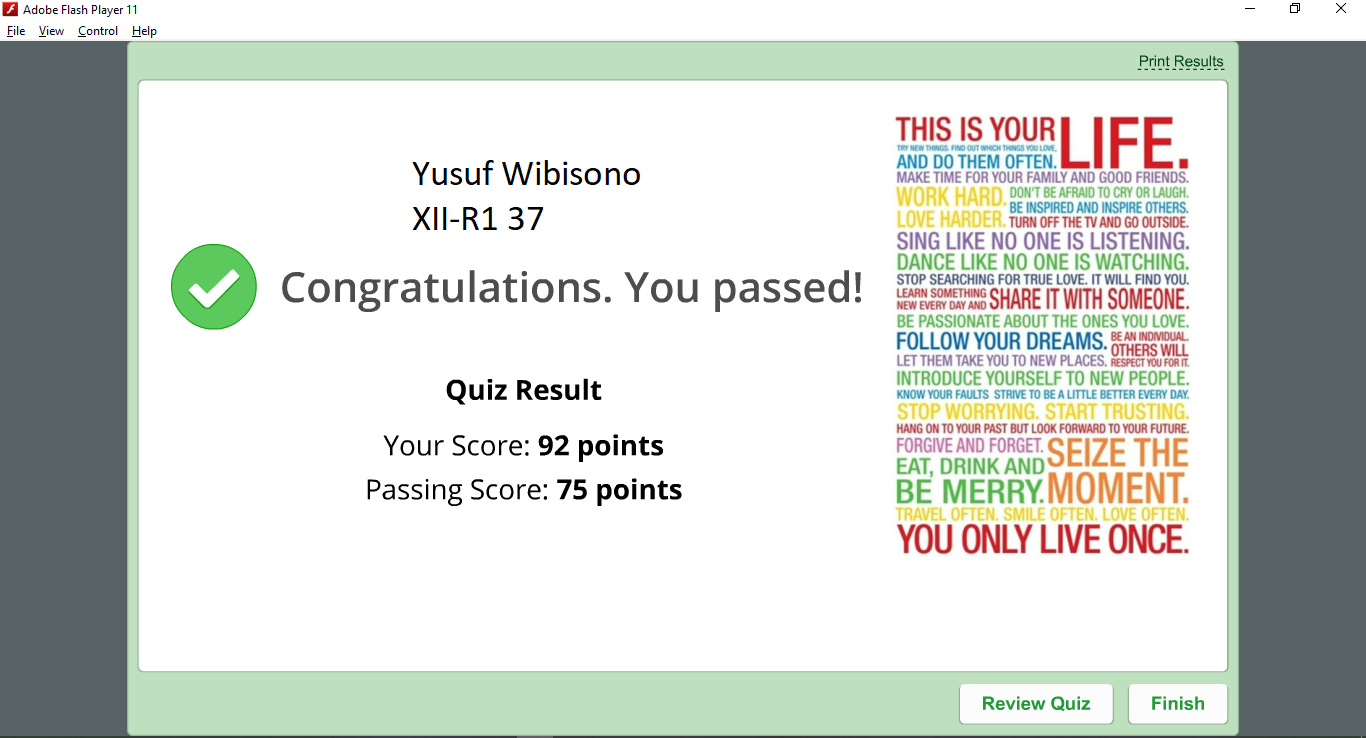 Adobe Flash Player 11
File View Control Help
Print Results
Yusuf Wibisono
XII-R1 37
Congratulations. You passed!
Quiz Result
Your Score: 92 points
Passing Score: 75 points
THIS IS YOUR LIFE.
TRY NEW THINGS. FIND OUT WHICH THINGS YOU LOVE,
AND DO THEM OFTEN.
MAKE TIME FOR YOUR FAMILY AND GOOD FRIENDS.
WORK HARD. DON'T BE AFRAID TO CRY OR LAUGH.
BE INSPIRED AND INSPIRE OTHERS.
LOVE HARDER. TURN OFF THE TV AND GO OUTSIDE.
SING LIKE NO ONE IS LISTENING.
DANCE LIKE NO ONE IS WATCHING.
STOP SEARCHING FOR TRUE LOVE. IT WILL FIND YOU.
LEARN SOMETHING
NEW EVERY DAY AND SHARE IT WITH SOMEONE.
BE PASSIONATE ABOUT THE ONES YOU LOVE.
FOLLOW YOUR DREAMS. BE AN INDIVIDUAL.
OTHERS WILL
LET THEM TAKE YOU TO NEW PLACES. RESPECT YOU FOR IT.
INTRODUCE YOURSELF TO NEW PEOPLE.
KNOW YOUR FAULTS STRIVE TO BE A LITTLE BETTER EVERY DAY.
STOP WORRYING. START TRUSTING.
HANG ON TO YOUR PAST BUT LOOK FORWARD TO YOUR FUTURE.
FORGIVE AND FORGET. SEIZE THE
EAT, DRINK AND
BE MERRY. MOMENT.
TRAVEL OFTEN. SMILE OFTEN. LOVE OFTEN.
YOU ONLY LIVE ONCE.
Review Quiz Finish